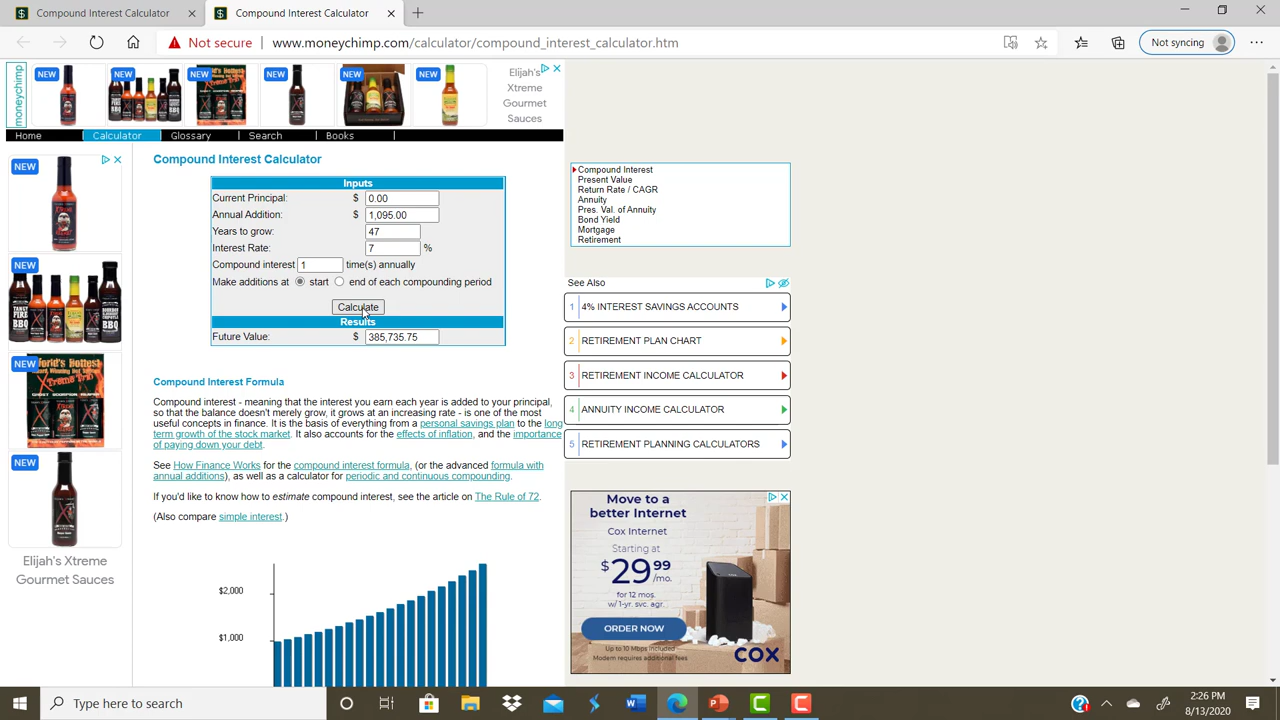 Compound Interest Calculator
Compound Interest Calculator
Not secure
www.moneychimp.com/calculator/compound_interest_calculator.htm
Not syncing
moneychimp
NEW
NEW
NEW
NEW
NEW
NEW
Elijah's
Xtreme
Gourmet
Sauces
Home
Calculator
Glossary
Search
Books
NEW
NEW
NEW
NEW
Elijah's Xtreme
Gourmet Sauces
Compound Interest Calculator
Inputs
Current Principal: $ 0.00
Annual Addition: $ 1,095.00
Years to grow: 47
Interest Rate: 7 %
Compound interest 1 time(s) annually
Make additions at start end of each compounding period
Calculate
Results
Future Value: $ 385,735.75
Compound Interest Formula
Compound interest - meaning that the interest you earn each year is added to your principal,
so that the balance doesn't merely grow, it grows at an increasing rate - is one of the most
useful concepts in finance. It is the basis of everything from a personal savings plan to the long
term growth of the stock market. It also accounts for the effects of inflation, and the importance
of paying down your debt.
See How Finance Works for the compound interest formula, (or the advanced formula with
annual additions), as well as a calculator for periodic and continuous compounding.
If you'd like to know how to estimate compound interest, see the article on The Rule of 72.
(Also compare simple interest.)
$2,000
$1,000
Compound Interest
Present Value
Return Rate / CAGR
Annuity
Pres. Val. of Annuity
Bond Yield
Mortgage
Retirement
See Also
1 4% INTEREST SAVINGS ACCOUNTS
2 RETIREMENT PLAN CHART
3 RETIREMENT INCOME CALCULATOR
4 ANNUITY INCOME CALCULATOR
5 RETIREMENT PLANNING CALCULATORS
Move to a
better Internet
Cox Internet
Starting at
$29.99/mo.
for 12 mos.
w/ 1-yr. svc. agr.
ORDER NOW
Up to 10 Mbps included
Modern requires additional fees
COX
Type here to search
2:26 PM
8/13/2020